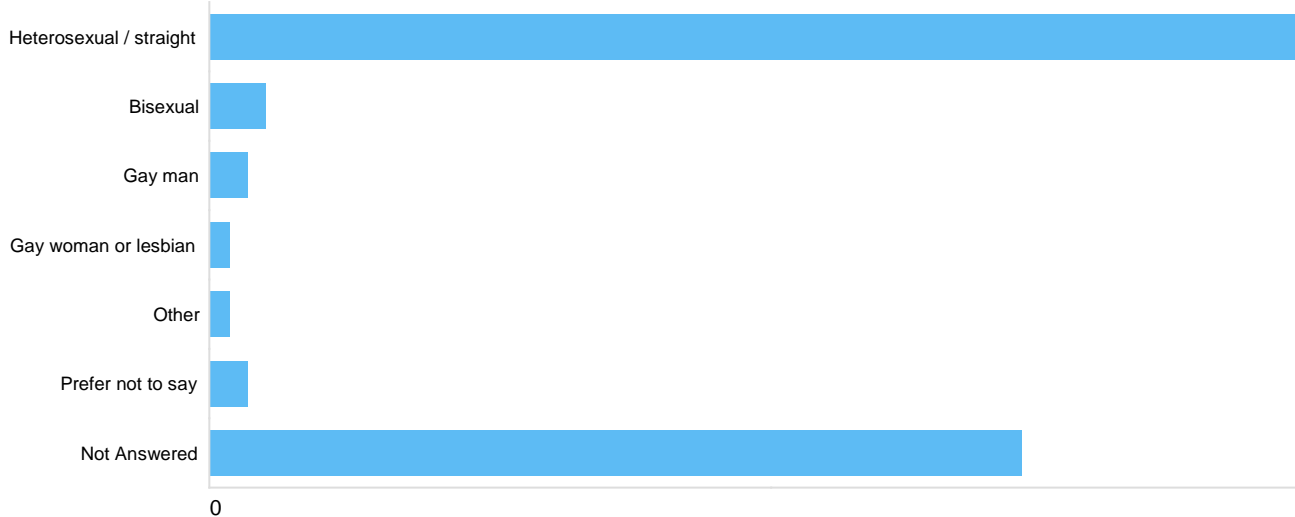 Heterosexual / straight
Bisexual
Gay man
Gay woman or lesbian
Other
Prefer not to say
Not Answered
0